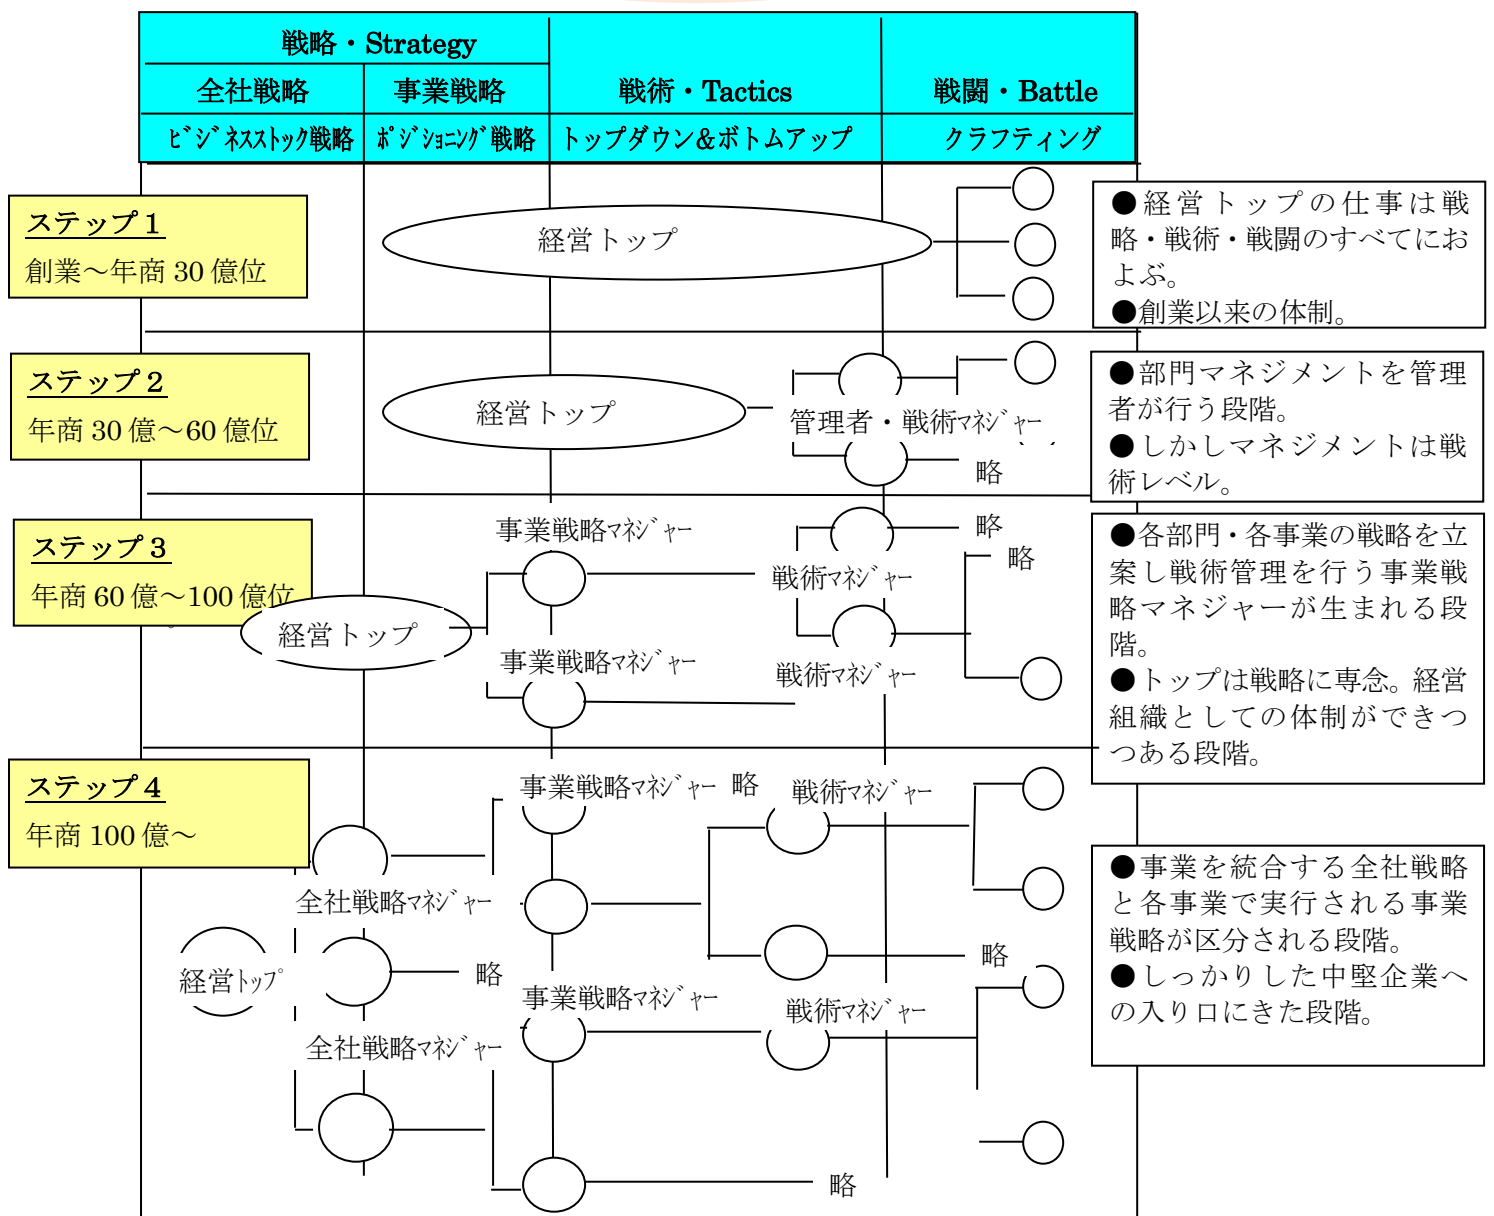 戦略・Strategy
全社戦略
事業戦略
戦術・Tactics
戦闘・Battle
ビジネスストック戦略
ポジショニング戦略
トップダウン&ボトムアップ
クラフティング
ステップ1
創業～年商30億位
経営トップ
●経営トップの仕事は戦
略・戦術・戦闘のすべてにお
よぶ。
●創業以来の体制。
ステップ2
年商30億～60億位
経営トップ
管理者・戦術マネジャー
略
●部門マネジメントを管理
者が行う段階。
●しかしマネジメントは戦
術レベル。
ステップ3
年商60億～100億位
経営トップ
事業戦略マネジャー
事業戦略マネジャー
戦術マネジャー
戦術マネジャー
略
略
●各部門・各事業の戦略を立
案し戦術管理を行う事業戦
略マネジャーが生まれる段
階。
●トップは戦略に専念。経営
組織としての体制ができつ
つある段階。
ステップ4
年商100億～
経営トップ
全社戦略マネジャー
略
全社戦略マネジャー
事業戦略マネジャー
略
事業戦略マネジャー
戦術マネジャー
略
戦術マネジャー
略
●事業を統合する全社戦略
と各事業で実行される事業
戦略が区分される段階。
●しっかりした中堅企業へ
の入り口にきた段階。